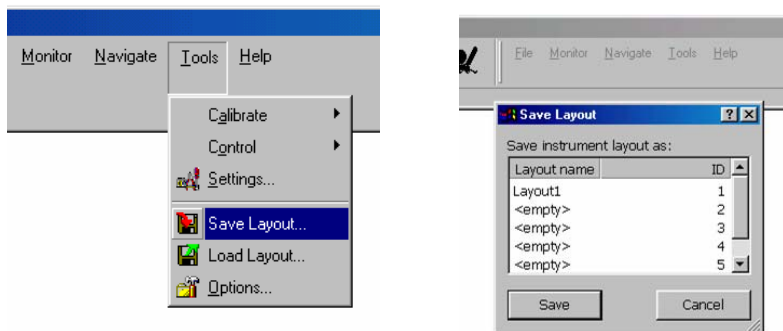 Monitor Navigate Tools Help
Calibrate
Control
Settings...
Save Layout...
Load Layout...
Options...
File Monitor Navigate Tools Help
Save Layout
Save instrument layout as:
Layout name ID
Layout1 1
<empty> 2
<empty> 3
<empty> 4
<empty> 5
Save Cancel